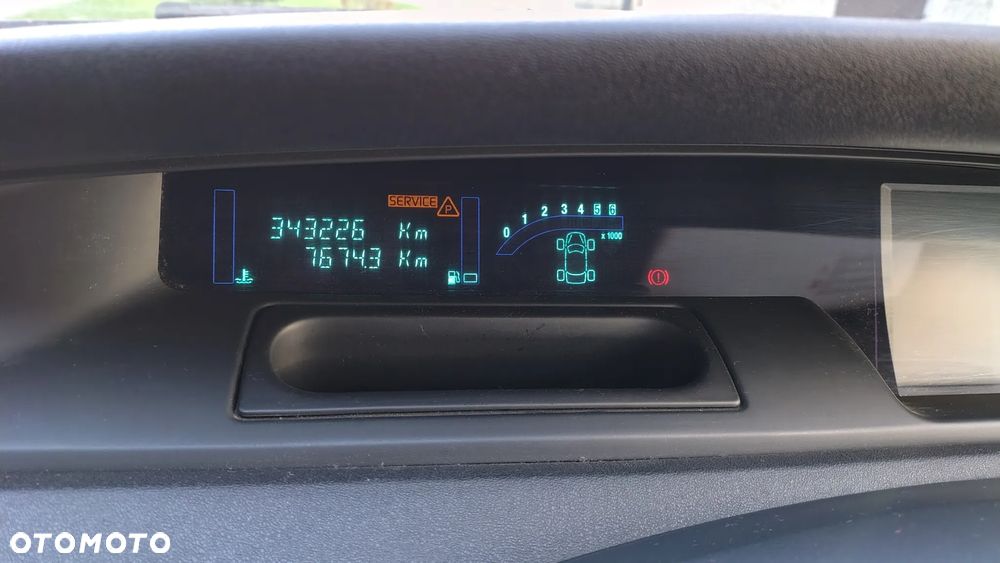 SERVICE
P
343226 Km
7674.3 Km
0 1 2 3 4 5 6
x 1000
OTOMOTO